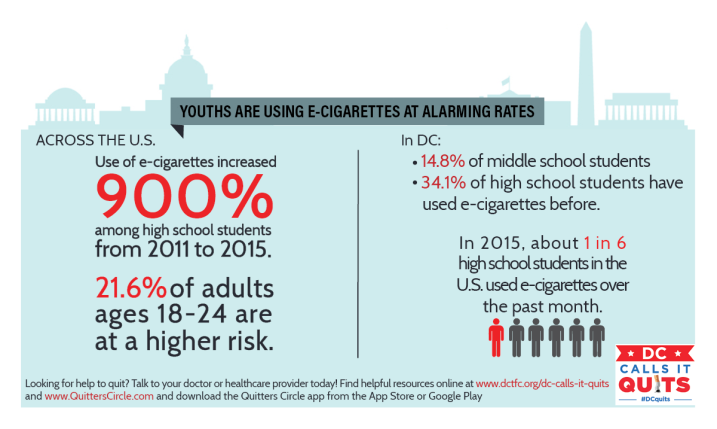 YOUTHS ARE USING E-CIGARETTES AT ALARMING RATES
ACROSS THE U.S.
Use of e-cigarettes increased
900%
among high school students
from 2011 to 2015.
21.6% of adults
ages 18-24 are
at a higher risk.
In DC:
• 14.8% of middle school students
• 34.1% of high school students have
used e-cigarettes before.
In 2015, about 1 in 6
high school students in the
U.S. used e-cigarettes over
the past month.
Looking for help to quit? Talk to your doctor or healthcare provider today! Find helpful resources online at www.dctfc.org/dc-calls-it-quits
and www.QuittersCircle.com and download the Quitters Circle app from the App Store or Google Play
DC
CALLS IT
QUITS
#DCquits